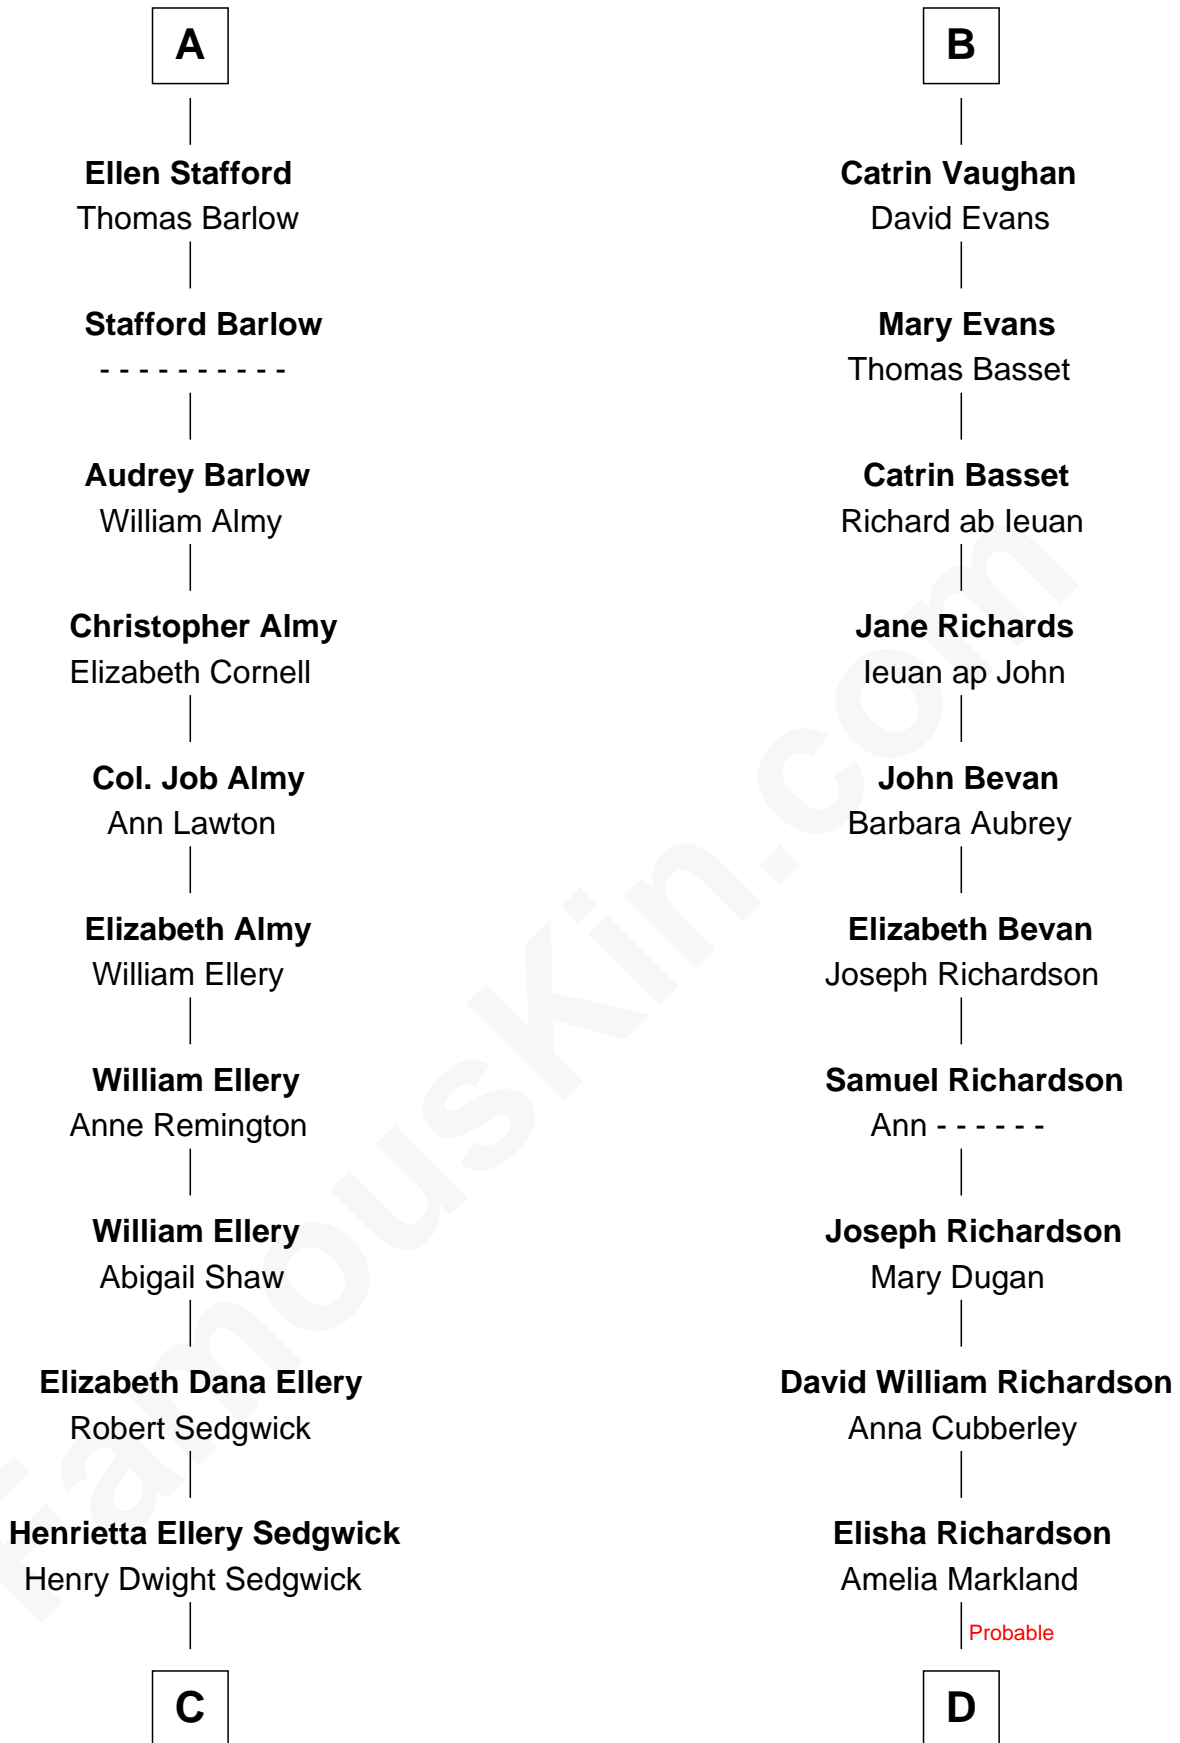 A
Ellen Stafford
Thomas Barlow
Stafford Barlow
- - - - - - - - - -
Audrey Barlow
William Almy
Christopher Almy
Elizabeth Cornell
Col. Job Almy
Ann Lawton
Elizabeth Almy
William Ellery
William Ellery
Anne Remington
William Ellery
Abigail Shaw
Elizabeth Dana Ellery
Robert Sedgwick
Henrietta Ellery Sedgwick
Henry Dwight Sedgwick
C
B
Catrin Vaughan
David Evans
Mary Evans
Thomas Basset
Catrin Basset
Richard ab Ieuan
Jane Richards
Ieuan ap John
John Bevan
Barbara Aubrey
Elizabeth Bevan
Joseph Richardson
Samuel Richardson
Ann - - - - - -
Joseph Richardson
Mary Dugan
David William Richardson
Anna Cubberley
Elisha Richardson
Amelia Markland
Probable
D
FamousKin.com